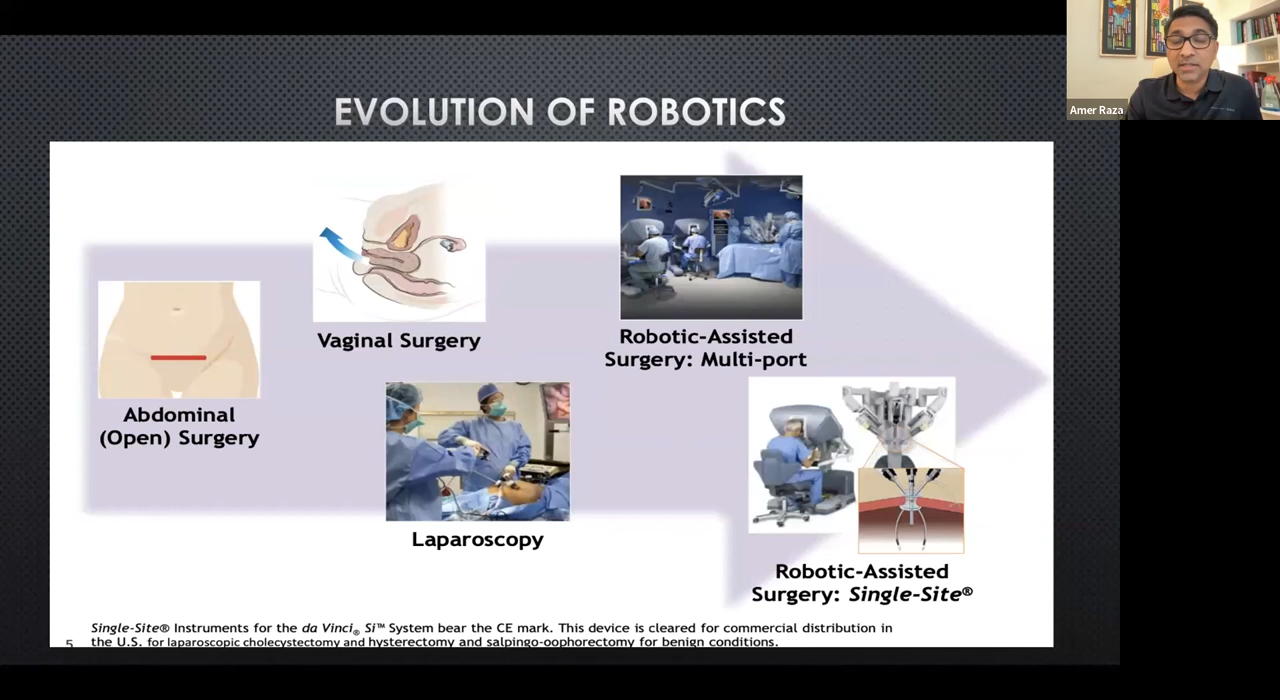 EVOLUTION OF ROBOTICS
Amer Raza
Vaginal Surgery
Robotic-Assisted
Surgery: Multi-port
Abdominal
(Open) Surgery
Laparoscopy
Robotic-Assisted
Surgery: Single-Site®
Single-Site® Instruments for the da Vinci® Si™ System bear the CE mark. This device is cleared for commercial distribution in
5
the U.S. for laparoscopic cholecystectomy and hysterectomy and salpingo-oophorectomy for benign conditions.